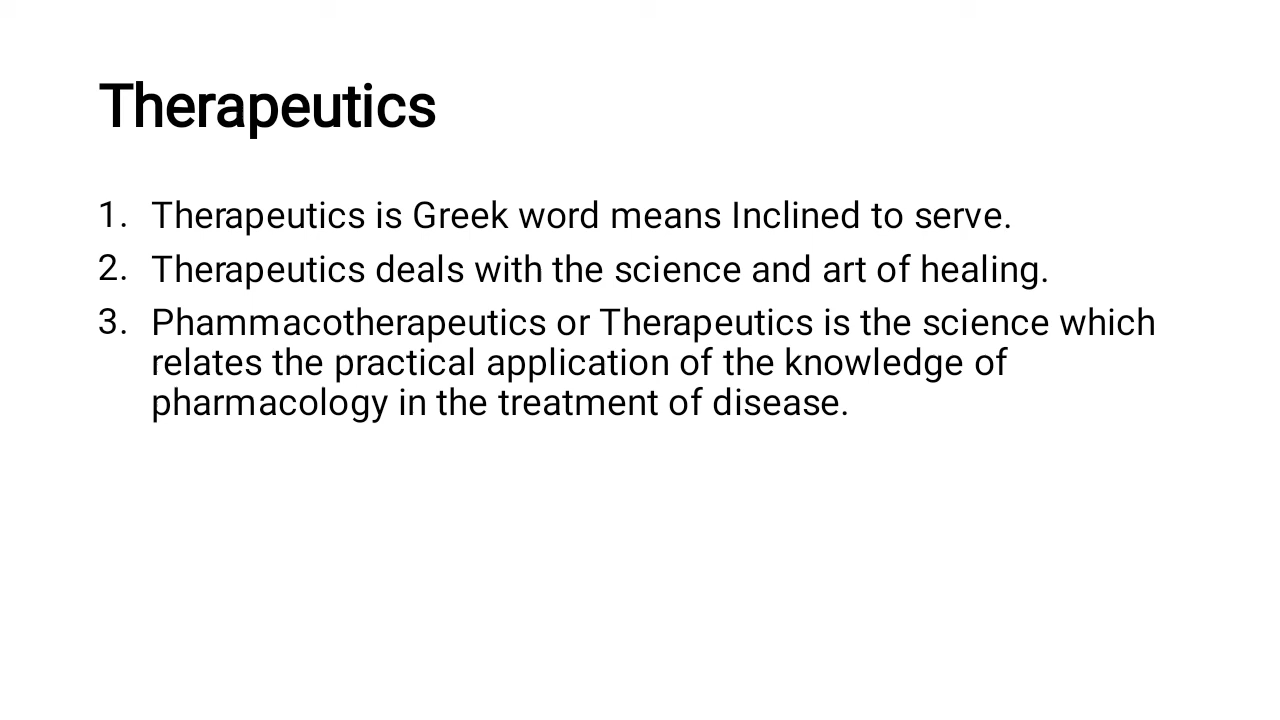 Therapeutics
1. Therapeutics is Greek word means Inclined to serve.
2. Therapeutics deals with the science and art of healing.
3. Phammacotherapeutics or Therapeutics is the science which
relates the practical application of the knowledge of
pharmacology in the treatment of disease.